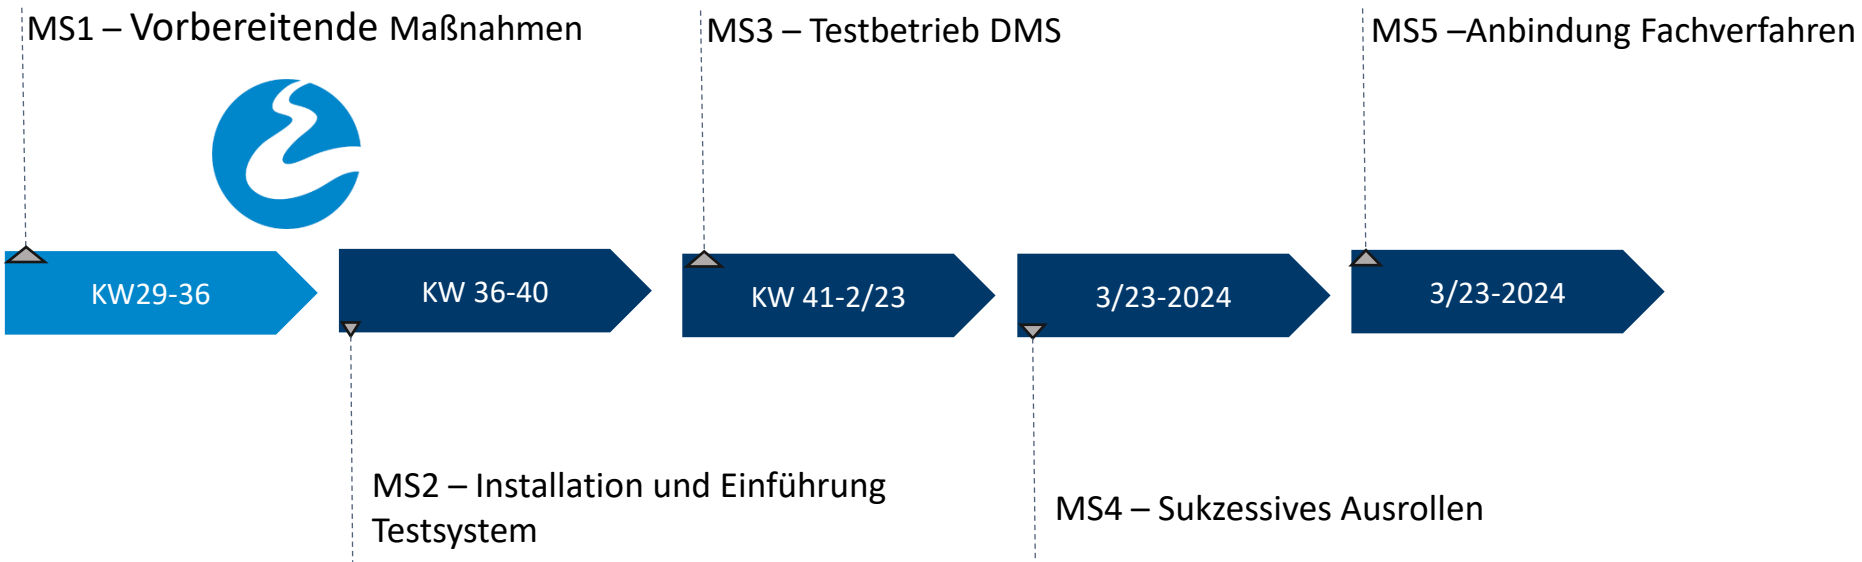 MS1 – Vorbereitende Maßnahmen
MS3 – Testbetrieb DMS
MS5 –Anbindung Fachverfahren
KW29-36
KW 36-40
KW 41-2/23
3/23-2024
3/23-2024
MS2 – Installation und Einführung
Testsystem
MS4 – Sukzessives Ausrollen